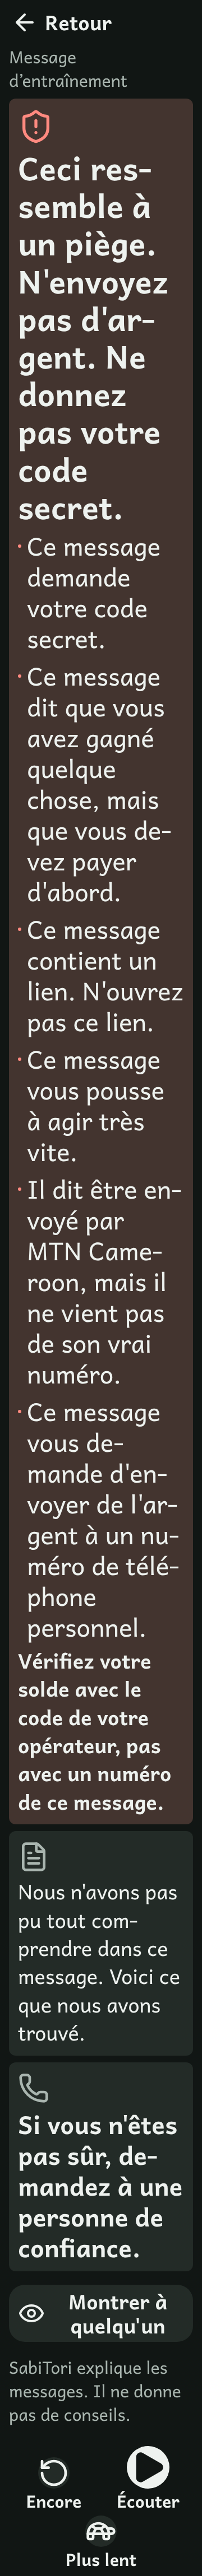 Retour
Message
d’entraînement
Ceci res-
semble à
un piège.
N'envoyez
pas d'ar-
gent. Ne
donnez
pas votre
code
secret.
· Ce message
demande
votre code
secret.
· Ce message
dit que vous
avez gagné
quelque
chose, mais
que vous de-
vez payer
d'abord.
· Ce message
contient un
lien. N'ouvrez
pas ce lien.
· Ce message
vous pousse
à agir très
vite.
· Il dit être en-
voyé par
MTN Came-
roon, mais il
ne vient pas
de son vrai
numéro.
· Ce message
vous de-
mande d'en-
voyer de l'ar-
gent à un nu-
méro de télé-
phone
personnel.
Vérifiez votre
solde avec le
code de votre
opérateur, pas
avec un numéro
de ce message.
Nous n'avons pas
pu tout com-
prendre dans ce
message. Voici ce
que nous avons
trouvé.
Si vous n'êtes
pas sûr, de-
mandez à une
personne de
confiance.
Montrer à
quelqu'un
SabiTori explique les
messages. Il ne donne
pas de conseils.
Encore
Écouter
Plus lent